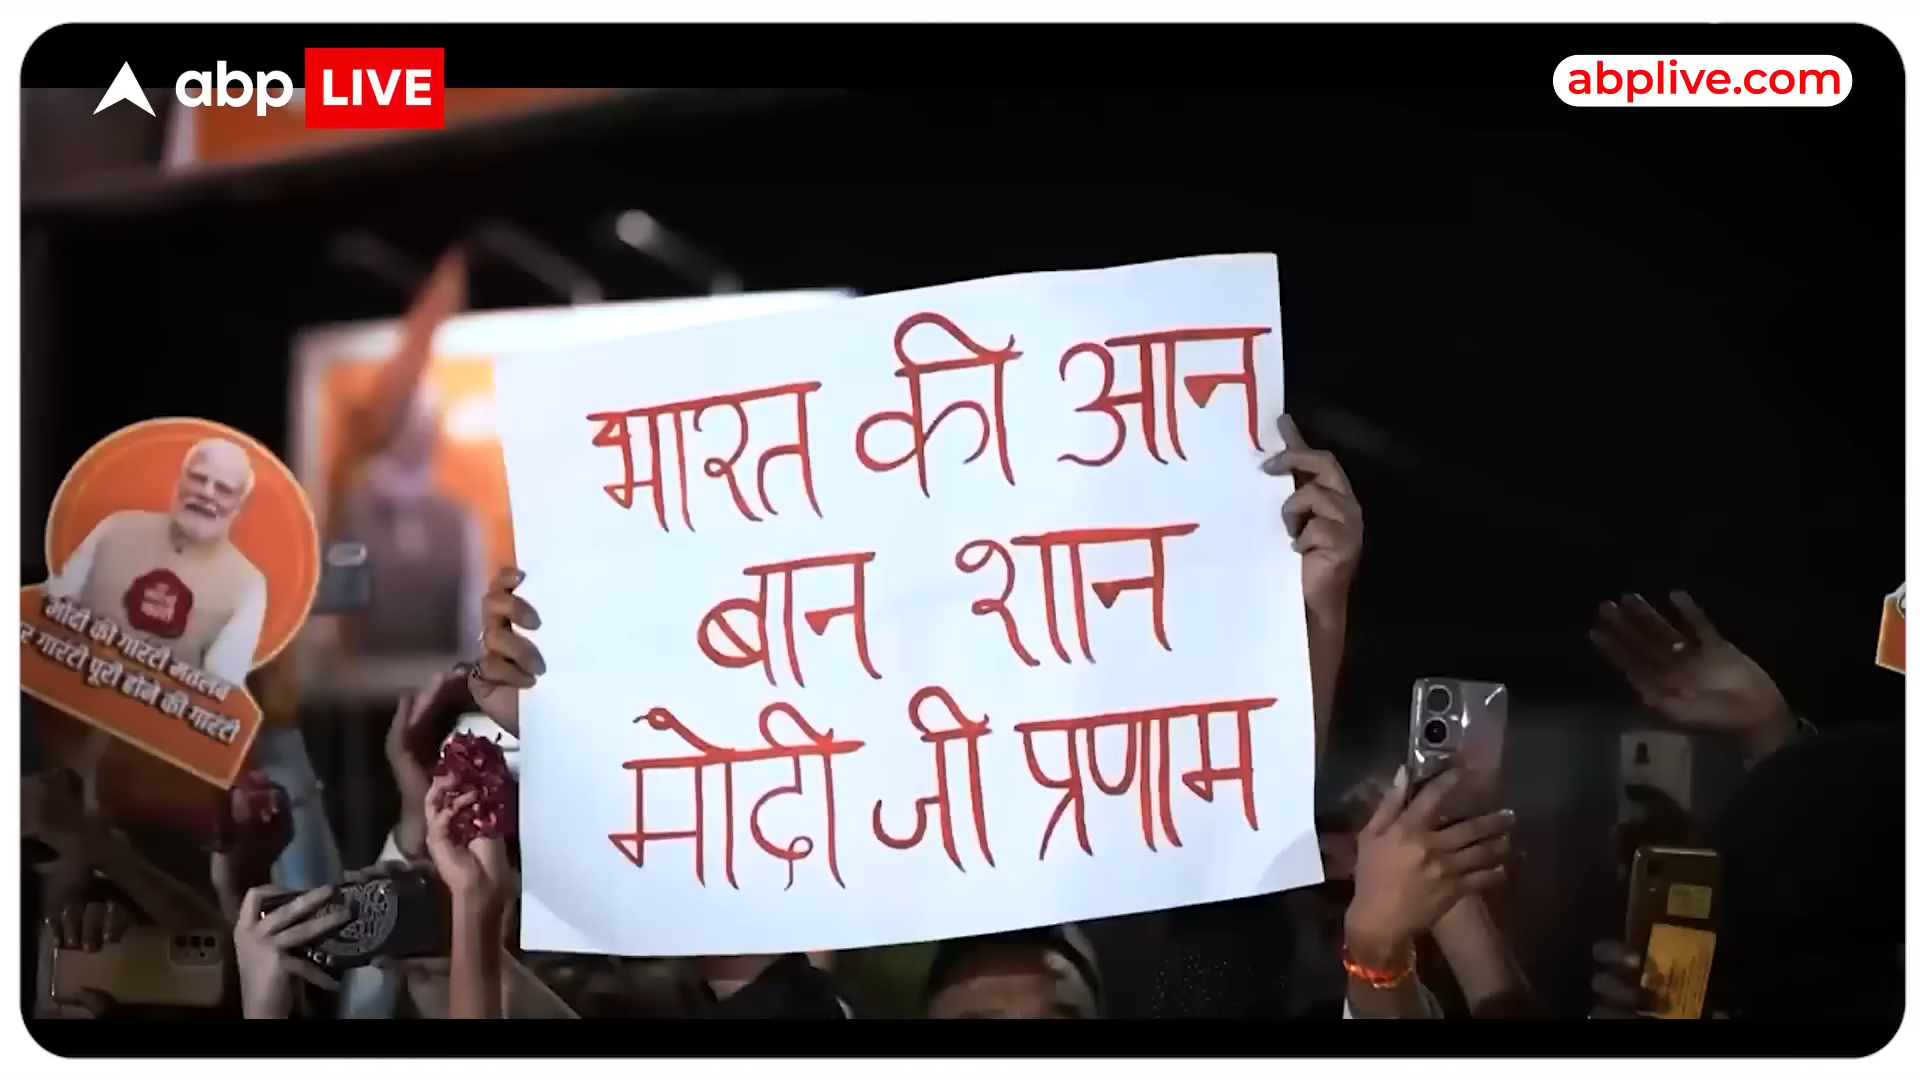 abp LIVE
abplive.com
भारत की आन
बान शान
मोदी जी प्रणाम
मोदी की गारंटी मतलब
गारंटी पूरी होने की गारंटी